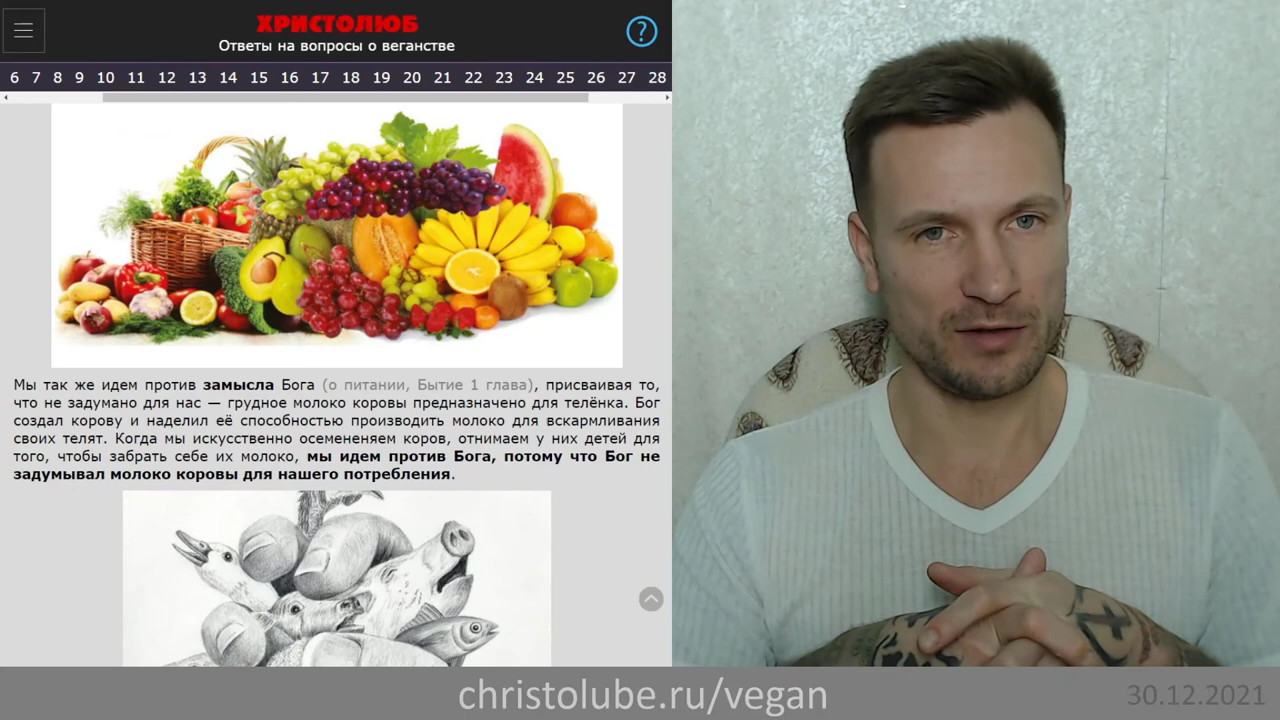 ХРИСТОЛЮБ
Ответы на вопросы о веганстве
?
6 7 8 9 10 11 12 13 14 15 16 17 18 19 20 21 22 23 24 25 26 27 28
Мы так же идем против замысла Бога (о питании, Бытие 1 глава), присваивая то,
что не задумано для нас — грудное молоко коровы предназначено для телёнка. Бог
создал корову и наделил её способностью производить молоко для вскармливания
своих телят. Когда мы искусственно осеменяем коров, отнимаем у них детей для
того, чтобы забрать себе их молоко, мы идем против Бога, потому что Бог не
задумывал молоко коровы для нашего потребления.
christolube.ru/vegan
30.12.2021